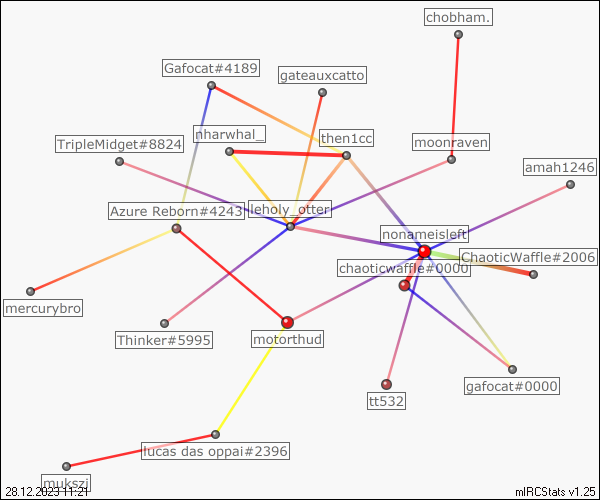 chobham.
Gafocat#4189
gateauxcatto
nharwhal_
then1cc
TripleMidget#8824
moonraven
amah1246
Azure Reborn#4243
leholy_otter
nonameisleft
ChaoticWaffle#2006
chaoticwaffle#0000
mercurybro
Thinker#5995
motorthud
gafocat#0000
tt532
lucas das oppai#2396
mukszi
28.12.2023 11:21
mIRCStats v1.25